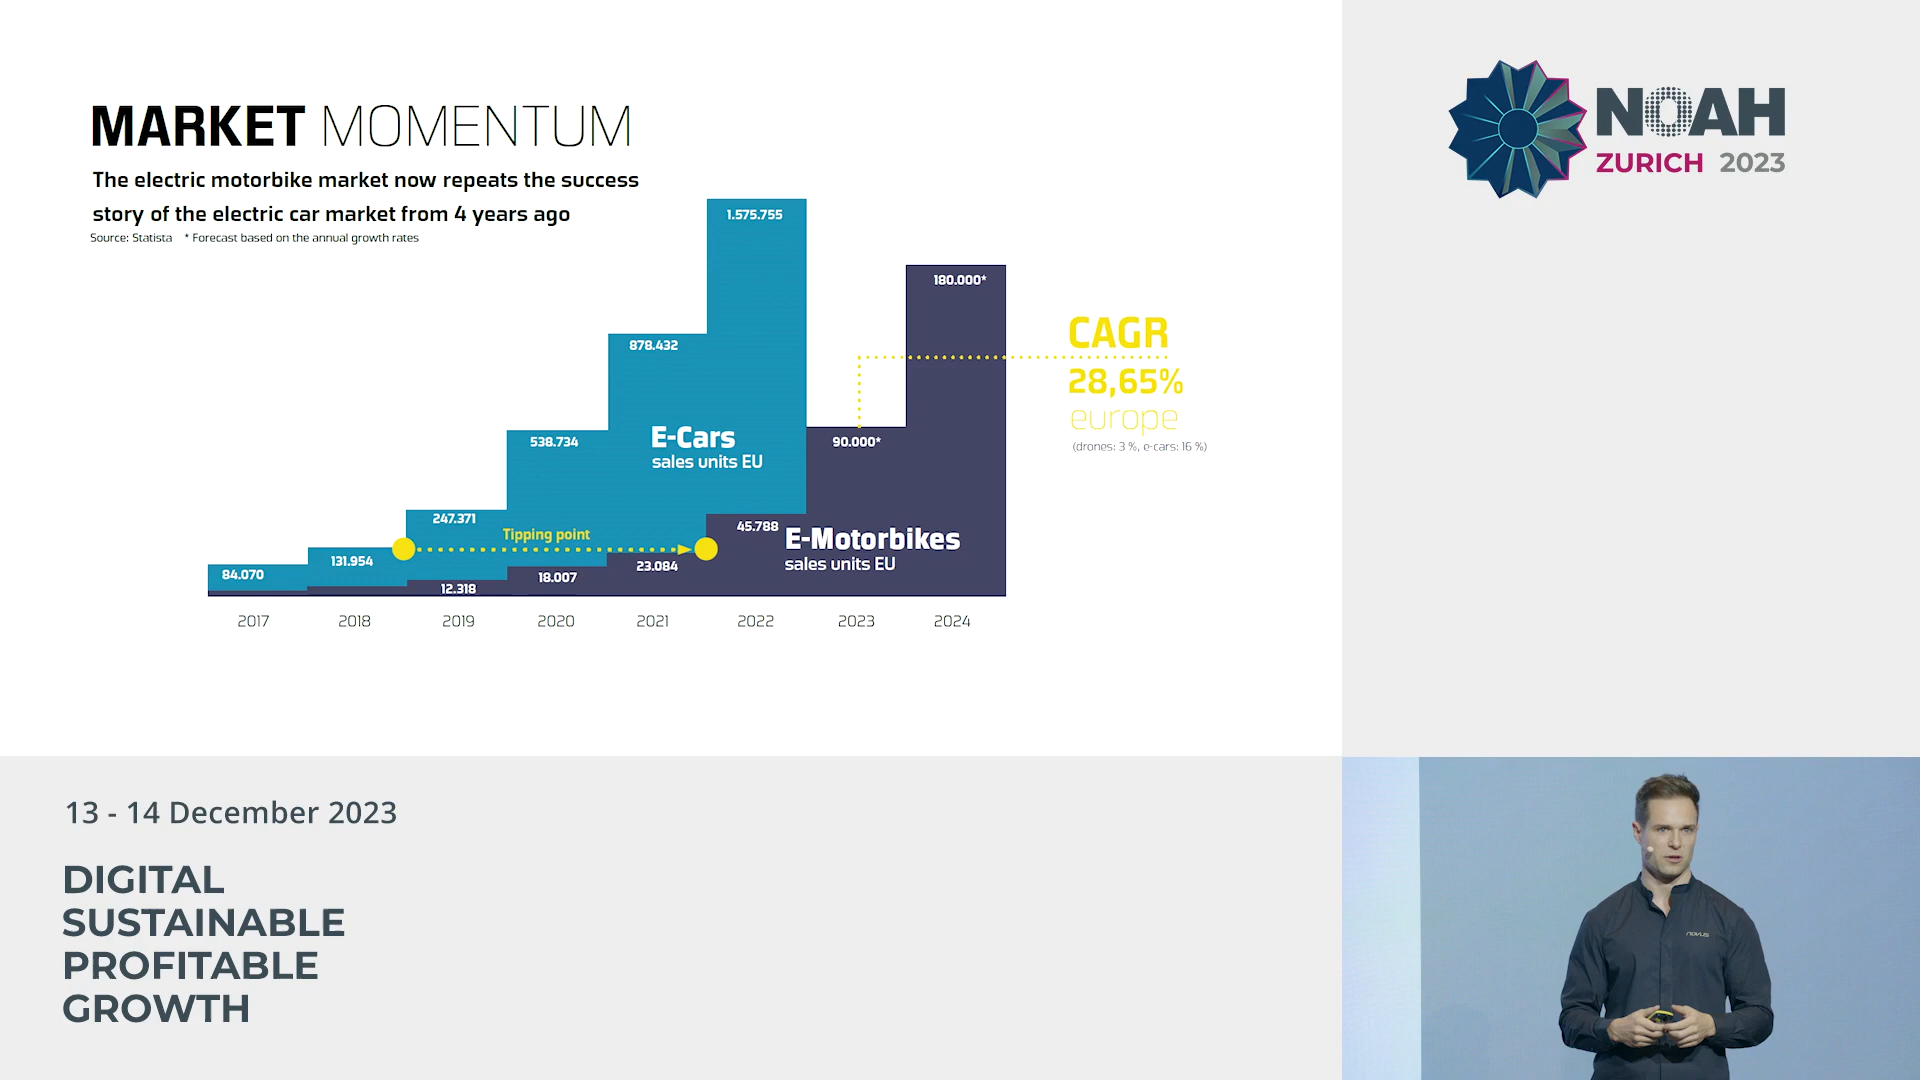 MARKET MOMENTUM
The electric motorbike market now repeats the success
story of the electric car market from 4 years ago
Source: Statista * Forecast based on the annual growth rates
1.575.755
180.000*
878.432
CAGR
28,65%
europe
(drones: 3 %, e-cars: 16 %)
538.734
E-Cars
sales units EU
90.000*
247.371
Tipping point
45.788
E-Motorbikes
sales units EU
84.070
131.954
12.318
18.007
23.084
2017
2018
2019
2020
2021
2022
2023
2024
NOAH
ZURICH 2023
13 - 14 December 2023
DIGITAL
SUSTAINABLE
PROFITABLE
GROWTH
novus